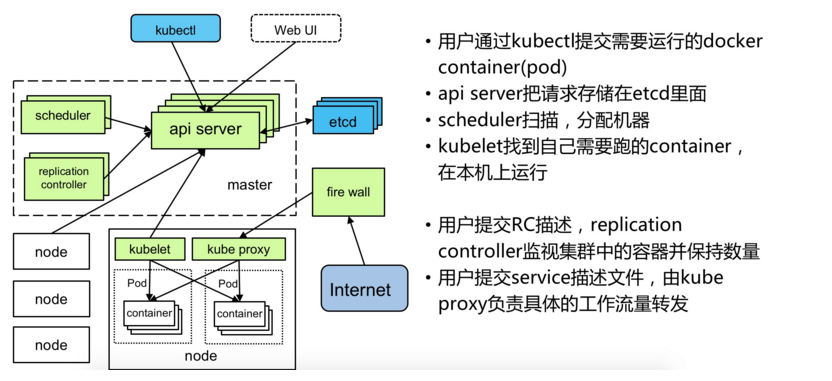 kubectl
Web UI
scheduler
api server
etcd
replication
controller
master
fire wall
node
kubelet
kube proxy
Pod
Pod
node
container
container
Internet
node
node
• 用户通过kubectl提交需要运行的docker
container(pod)
• api server把请求存储在etcd里面
• scheduler扫描，分配机器
• kubelet找到自己需要跑的container，
在本机上运行
• 用户提交RC描述，replication
controller监视集群中的容器并保持数量
• 用户提交service描述文件，由kube
proxy负责具体的工作流量转发